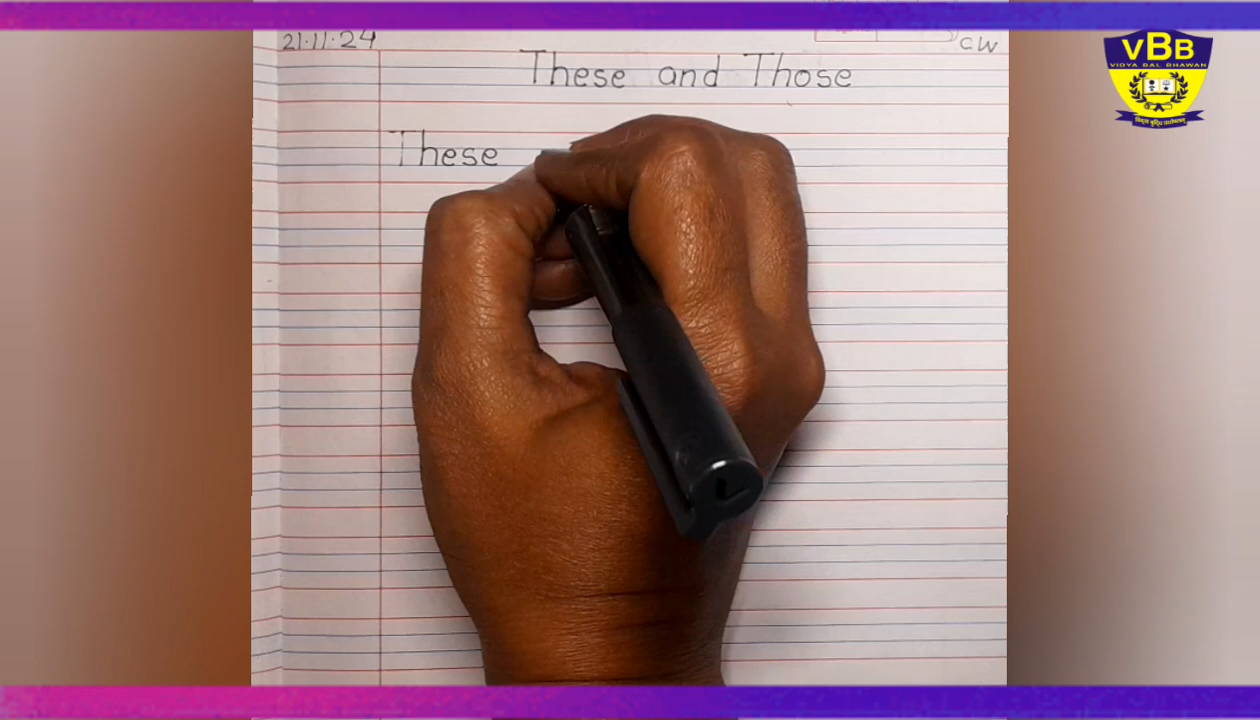 21.11.24
CW
These and Those
These
VBB
VIDYA BAL BHAWAN